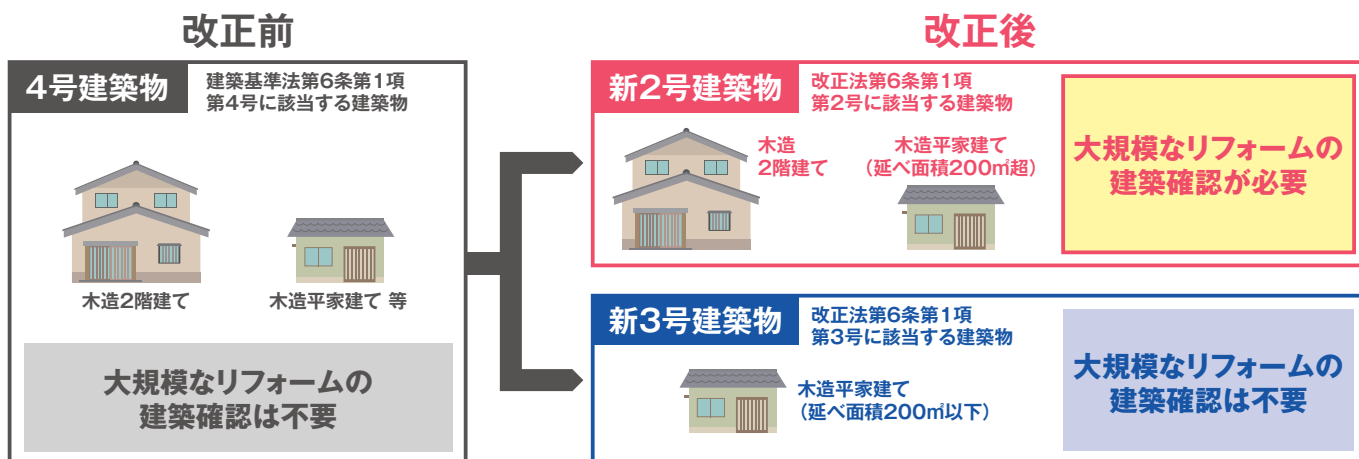 改正前
4号建築物
建築基準法第6条第1項
第4号に該当する建築物
木造2階建て
木造平家建て 等
大規模なリフォームの
建築確認は不要
改正後
新2号建築物
改正法第6条第1項
第2号に該当する建築物
木造
2階建て
木造平家建て
（延べ面積200㎡超）
大規模なリフォームの
建築確認が必要
新3号建築物
改正法第6条第1項
第3号に該当する建築物
木造平家建て
（延べ面積200㎡以下）
大規模なリフォームの
建築確認は不要